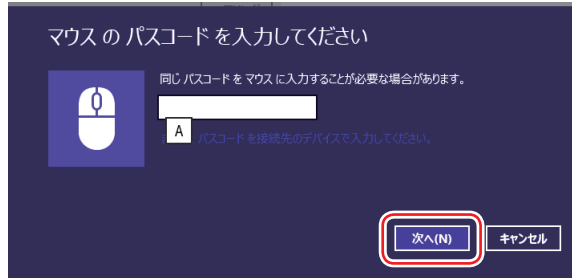 マウス の パスコード を入力してください
同じ パスコード を マウス に入力することが必要な場合があります。
A
パスコード を接続先のデバイスで入力してください。
次へ(N)
キャンセル